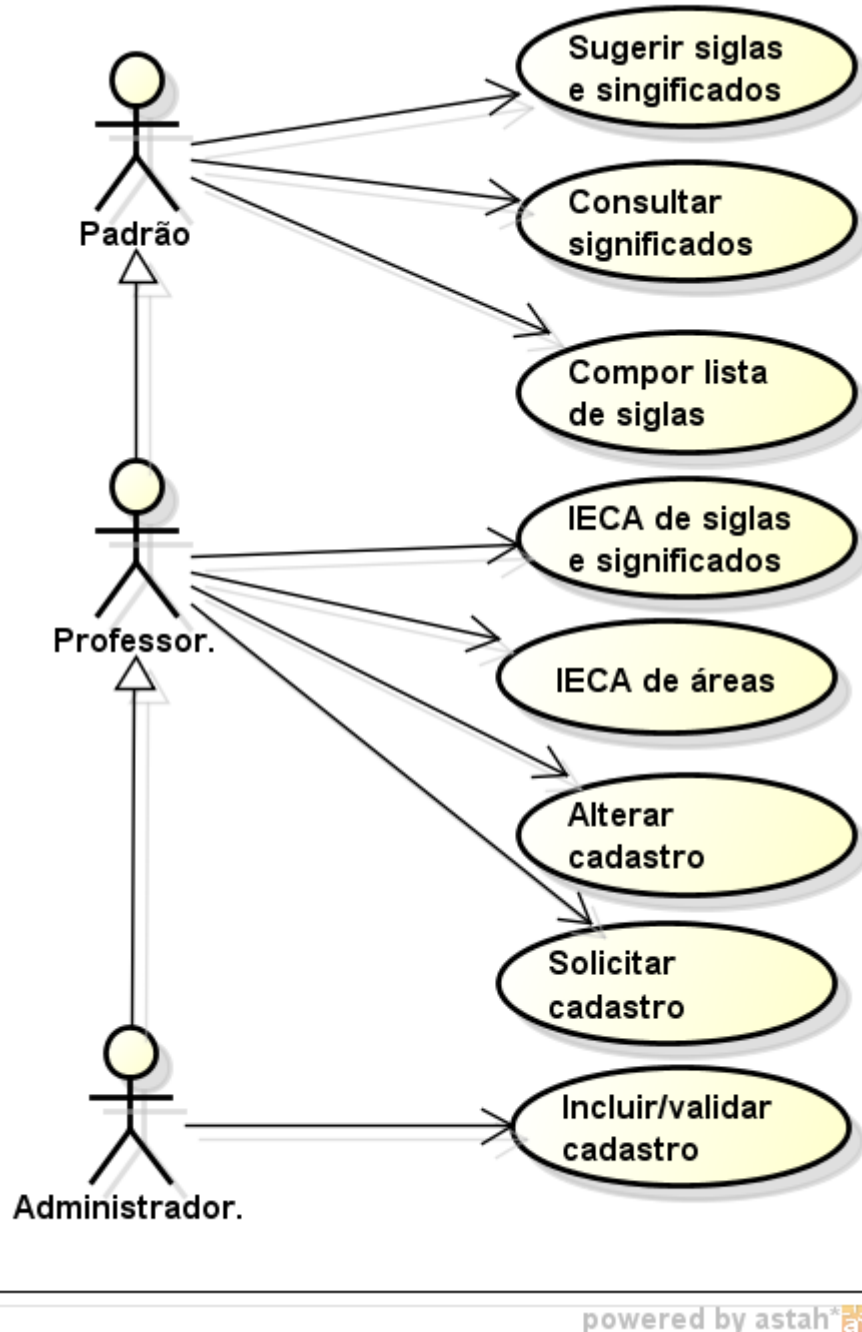 Sugerir siglas
e singificados
Padrão
Consultar
significados
Compor lista
de siglas
IECA de siglas
e significados
Professor.
IECA de áreas
Alterar
cadastro
Solicitar
cadastro
Incluir/validar
cadastro
Administrador.
powered by astah*